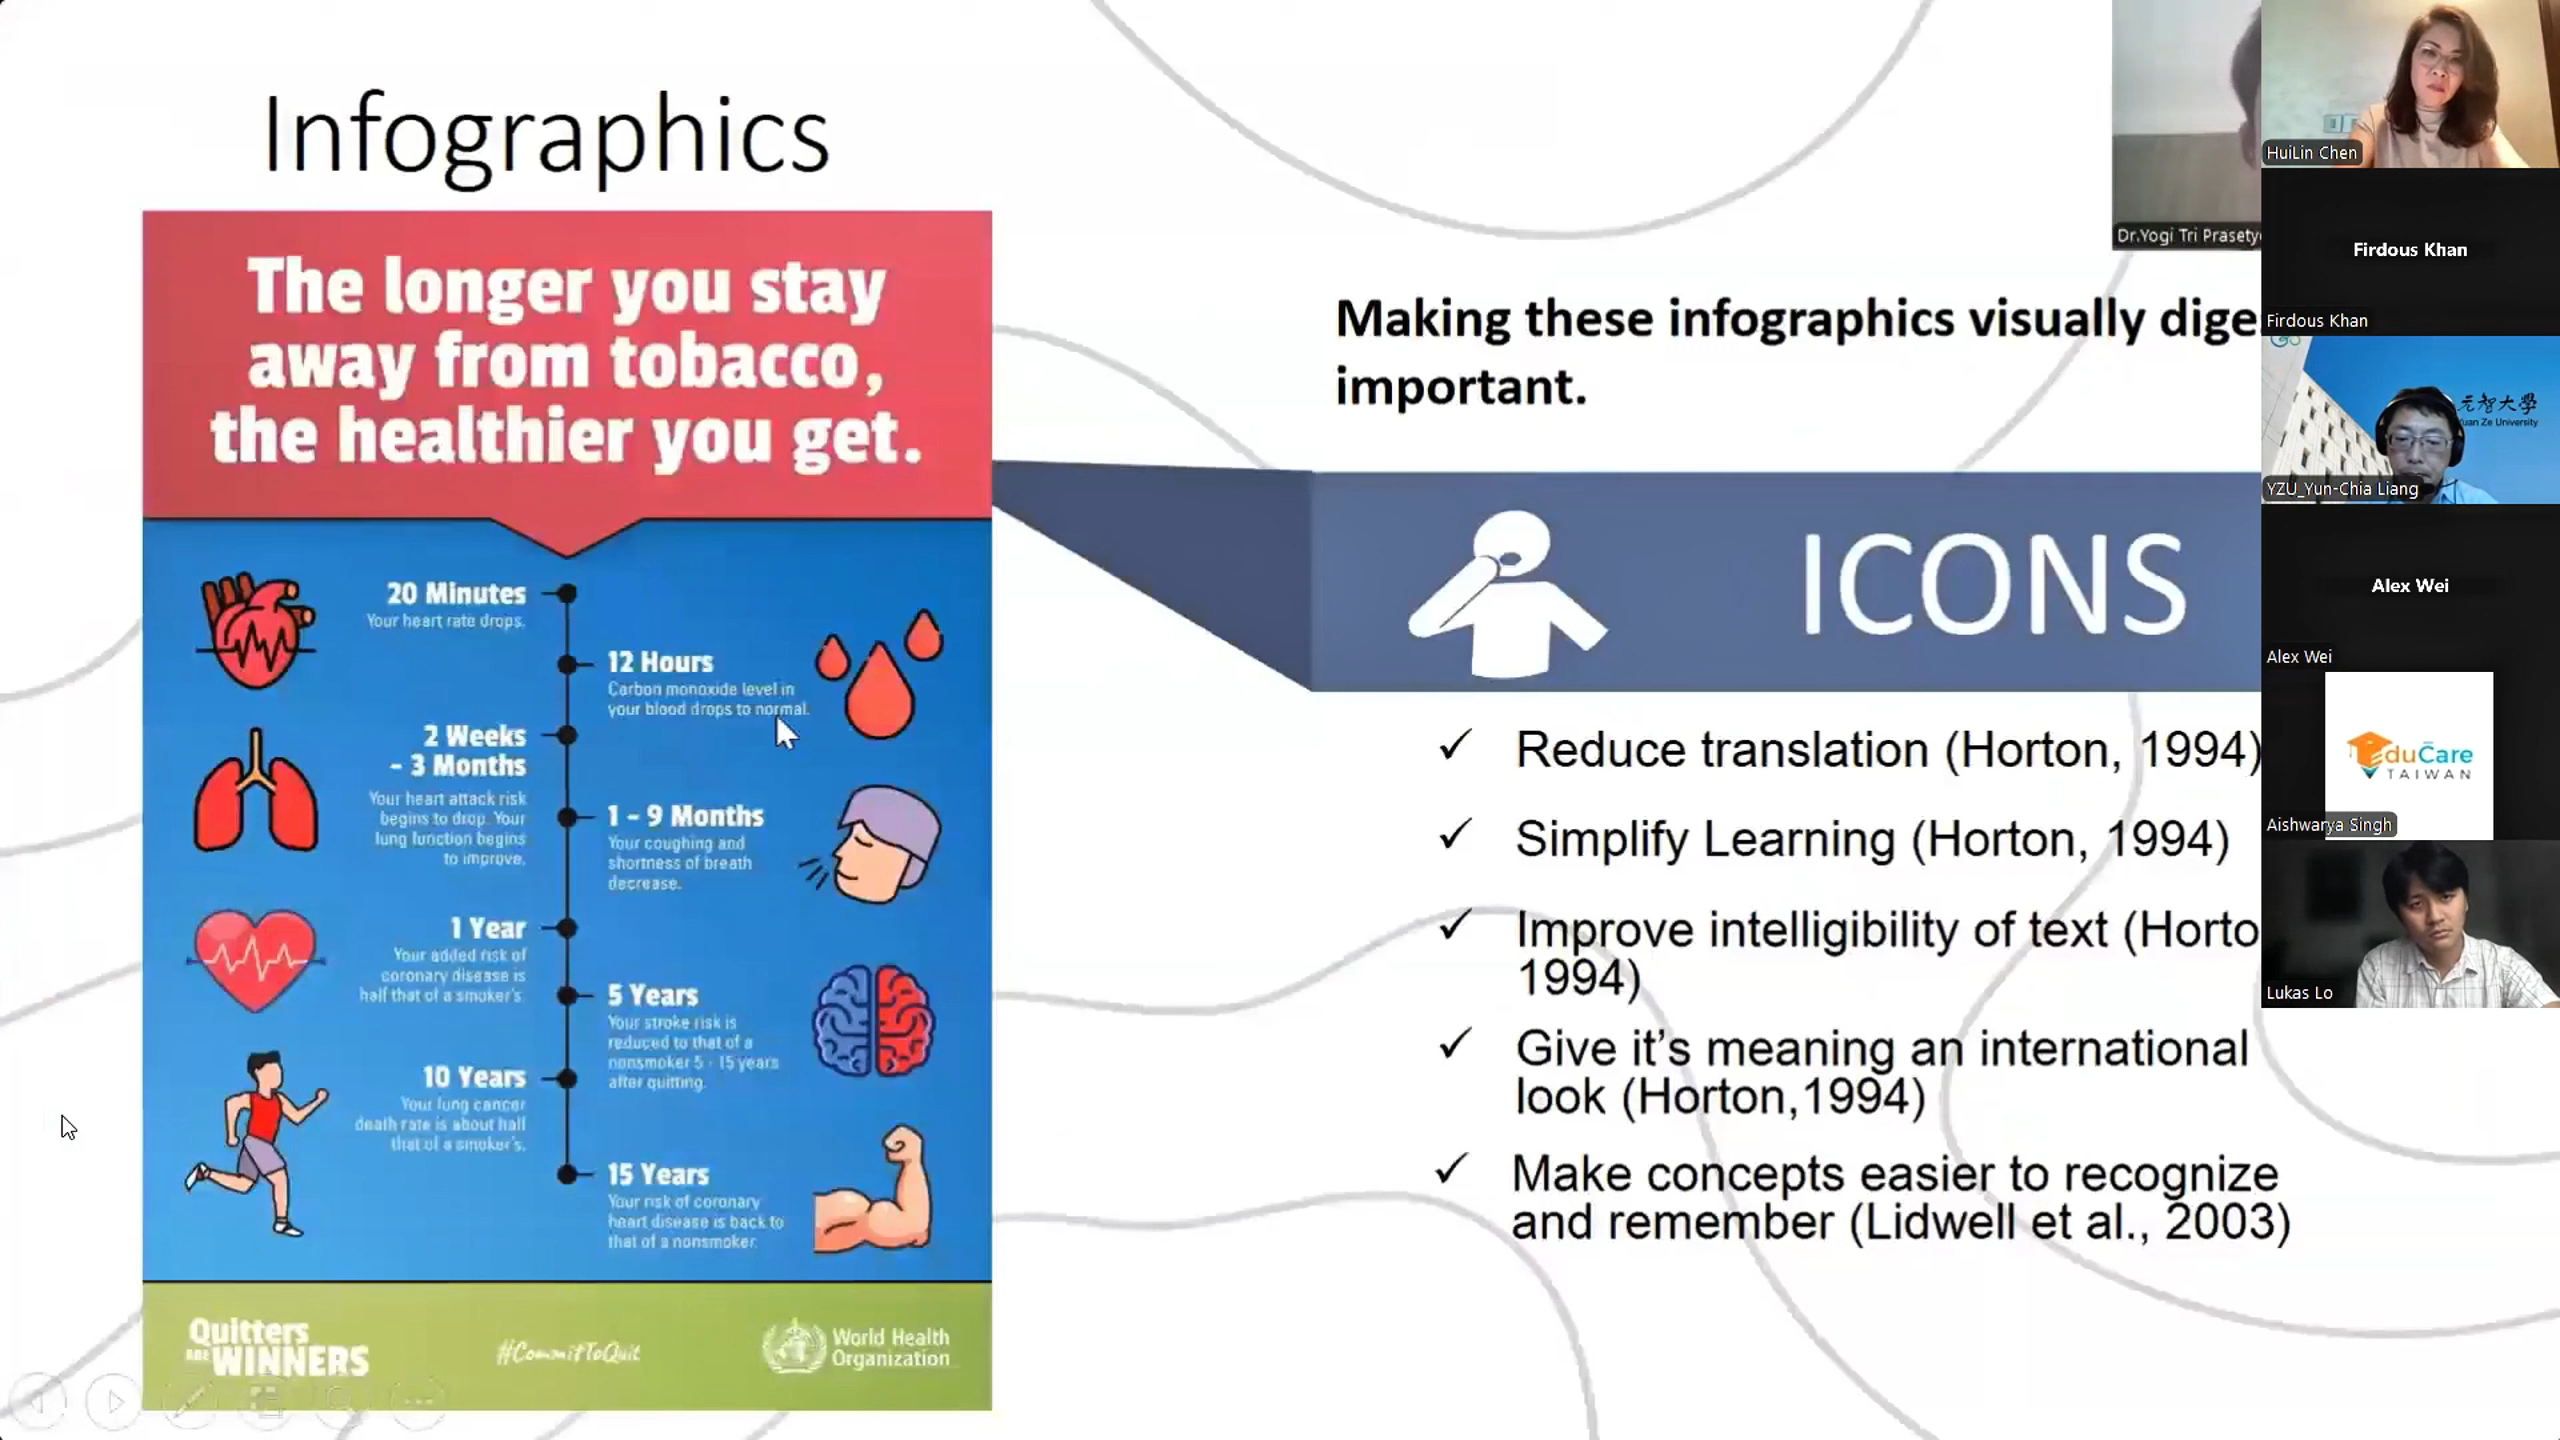 Infographics
The longer you stay
away from tobacco,
the healthier you get.
20 Minutes
Your heart rate drops.
12 Hours
Carbon monoxide level in
your blood drops to normal.
2 Weeks
- 3 Months
Your heart attack risk
begins to drop. Your
lung function begins
to improve.
1 - 9 Months
Your coughing and
shortness of breath
decrease.
1 Year
Your added risk of
coronary disease is
half that of a smoker's.
5 Years
Your stroke risk is
reduced to that of a
nonsmoker 5 - 15 years
after quitting.
10 Years
Your lung cancer
death rate is about half
that of a smoker's.
15 Years
Your risk of coronary
heart disease is back to
that of a nonsmoker.
Quitters
ARE WINNERS
#CommitToQuit
World Health
Organization
Making these infographics visually dige
important.
ICONS
✓ Reduce translation (Horton, 1994)
✓ Simplify Learning (Horton, 1994)
✓ Improve intelligibility of text (Horto
1994)
✓ Give it's meaning an international
look (Horton,1994)
✓ Make concepts easier to recognize
and remember (Lidwell et al., 2003)
Dr.Yogi Tri Prasety
HuiLin Chen
Firdous Khan
Firdous Khan
元智大學
Yuan Ze University
YZU_Yun-Chia Liang
Alex Wei
Alex Wei
EduCare
TAIWAN
Aishwarya Singh
Lukas Lo